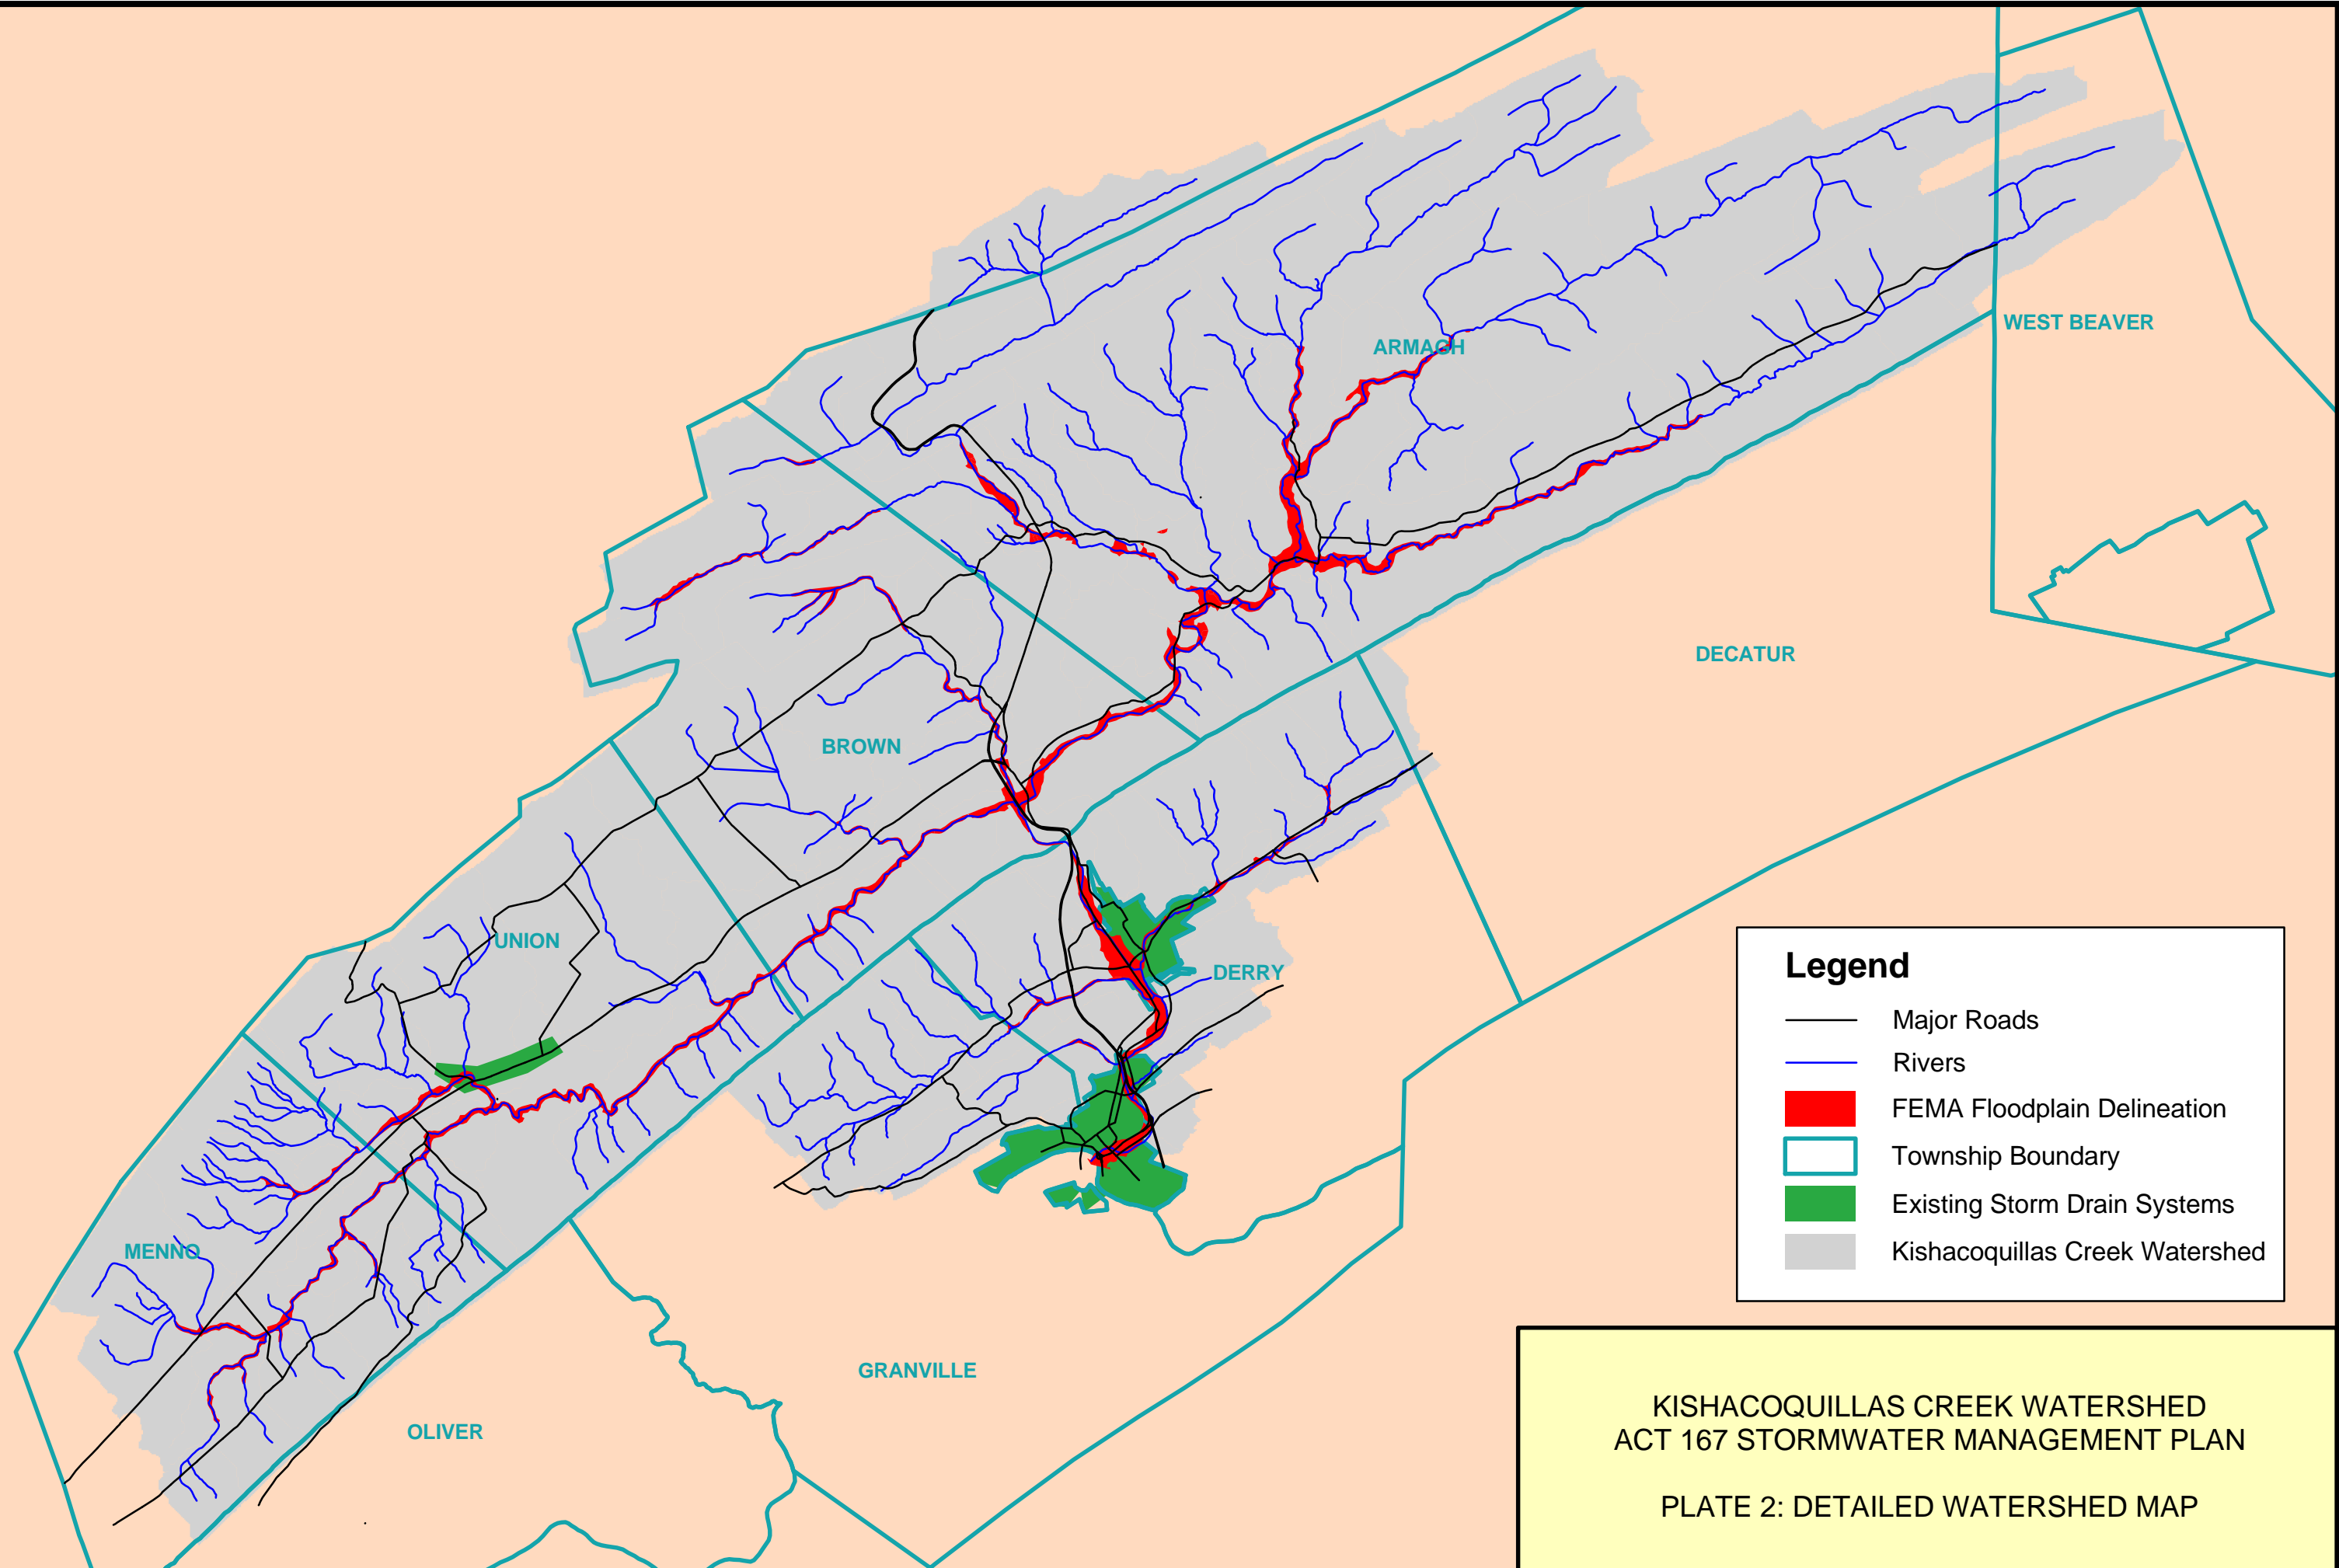 ARMAGH
WEST BEAVER
DECATUR
BROWN
UNION
DERRY
MENNO
GRANVILLE
OLIVER
Legend
Major Roads
Rivers
FEMA Floodplain Delineation
Township Boundary
Existing Storm Drain Systems
Kishacoquillas Creek Watershed
KISHACOQUILLAS CREEK WATERSHED
ACT 167 STORMWATER MANAGEMENT PLAN
PLATE 2: DETAILED WATERSHED MAP